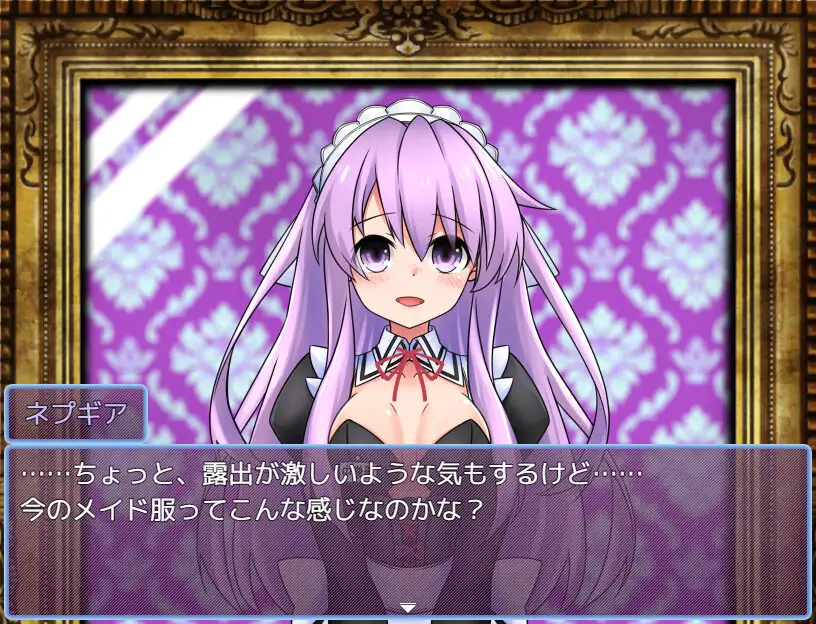 ネプギア
……ちょっと、露出が激しいような気もするけど……
今のメイド服ってこんな感じなのかな？